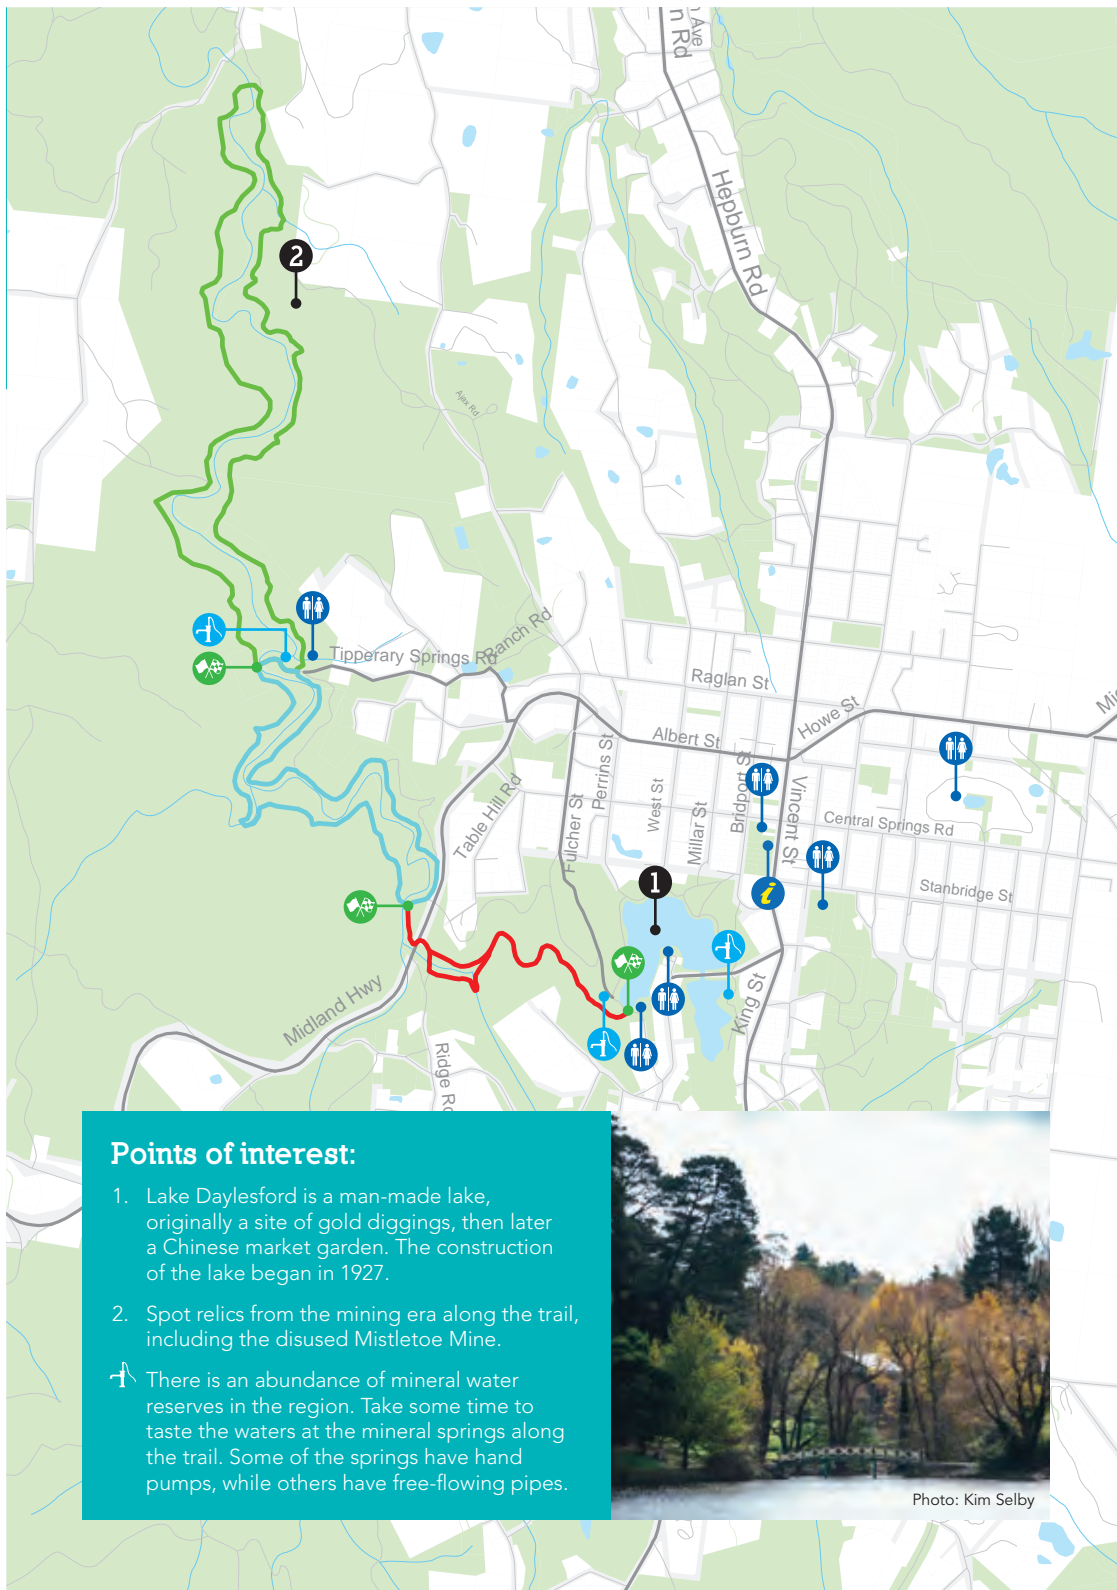 n Ave
n Rd
Hepburn Rd
2
Ajax Rd
Ranch Rd
Tipperary Springs Rd
Raglan St
Mi
Howe St
Albert St
Perrins St
Bridport St
West St
Vincent St
Table Hill Rd
Fulcher St
Millar St
Central Springs Rd
1
i
Stanbridge St
Midland Hwy
King St
Ridge Rd
Points of interest:
1. Lake Daylesford is a man-made lake,
originally a site of gold diggings, then later
a Chinese market garden. The construction
of the lake began in 1927.
2. Spot relics from the mining era along the trail,
including the disused Mistletoe Mine.
There is an abundance of mineral water
reserves in the region. Take some time to
taste the waters at the mineral springs along
the trail. Some of the springs have hand
pumps, while others have free-flowing pipes.
Photo: Kim Selby